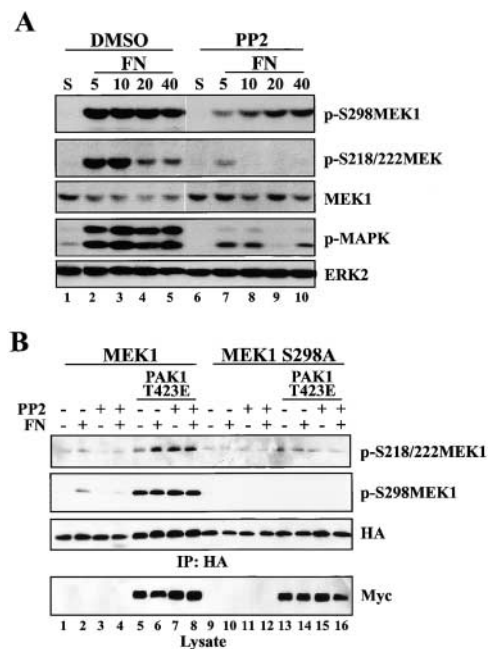 A
DMSO PP2
FN FN
S 5 10 20 40 S 5 10 20 40
p-S298MEK1
p-S218/222MEK
MEK1
p-MAPK
ERK2
1 2 3 4 5 6 7 8 9 10
B
MEK1 MEK1 S298A
PAK1 PAK1
T423E T423E
PP2 - - + + - - + + - - + + - - + +
FN - + - + - + - + - + - + - + - +
p-S218/222MEK1
p-S298MEK1
HA
IP: HA
Myc
1 2 3 4 5 6 7 8 9 10 11 12 13 14 15 16
Lysate